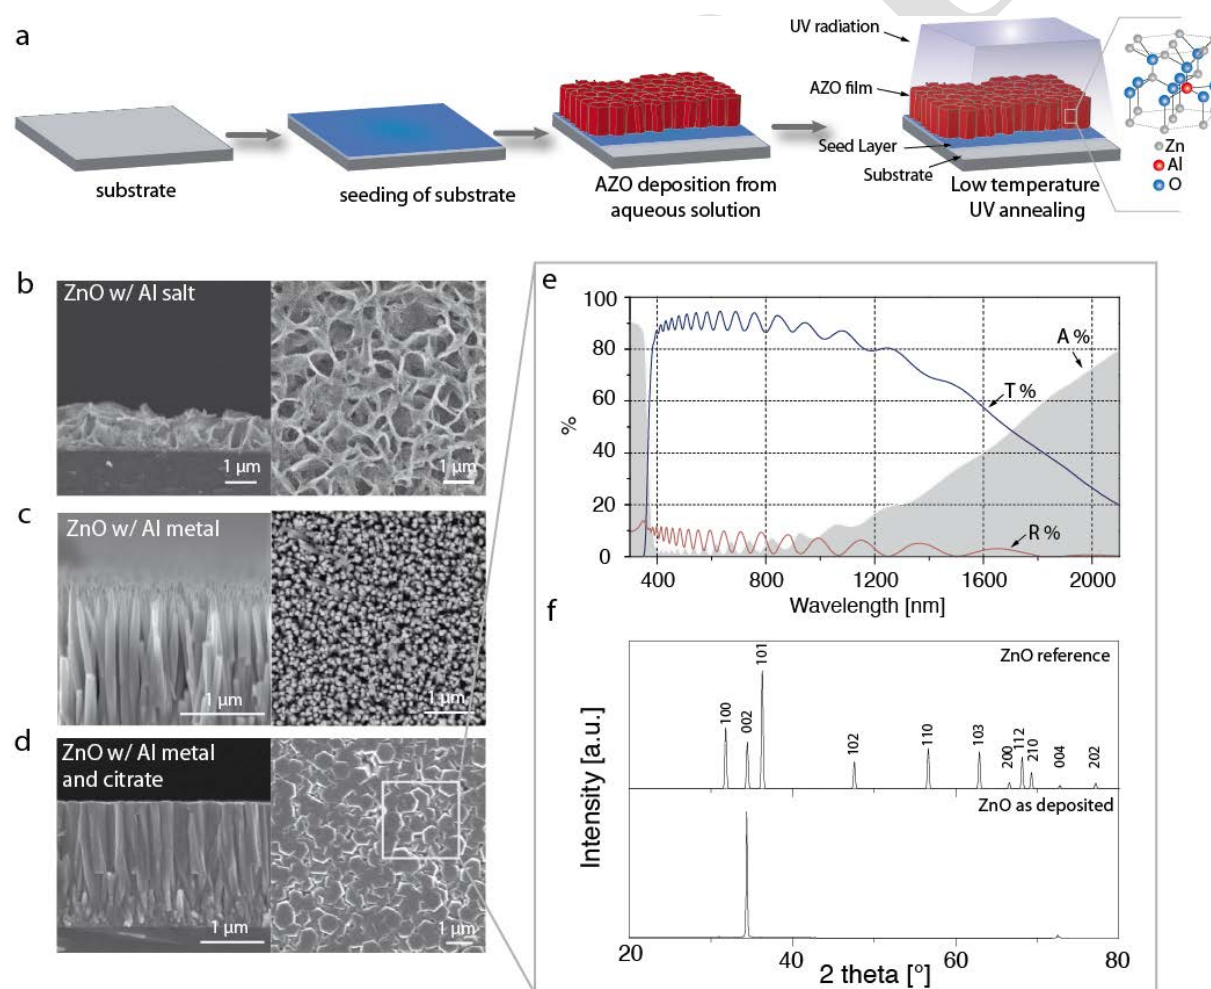 a
UV radiation
AZO film
Seed Layer
Substrate
Zn
Al
O
substrate
seeding of substrate
AZO deposition from
aqueous solution
Low temperature
UV annealing
b
ZnO w/ Al salt
1 µm
1 µm
c
ZnO w/ Al metal
1 µm
1 µm
d
ZnO w/ Al metal
and citrate
1 µm
1 µm
e
100
80
60
40
20
0
%
A %
T %
R %
400
800
1200
1600
2000
Wavelength [nm]
f
ZnO reference
100
002
101
102
110
103
200
112
210
004
202
ZnO as deposited
Intensity [a.u.]
20
40
60
80
2 theta [°]